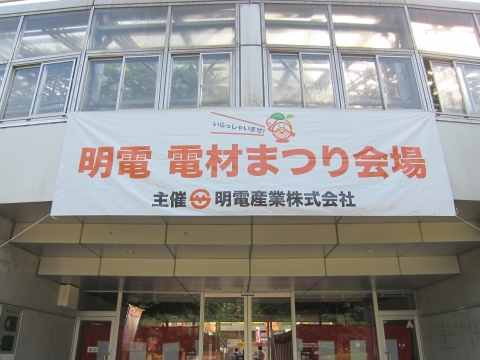 いらっしゃいませ!
明電 電材まつり会場
主催 明電産業株式会社